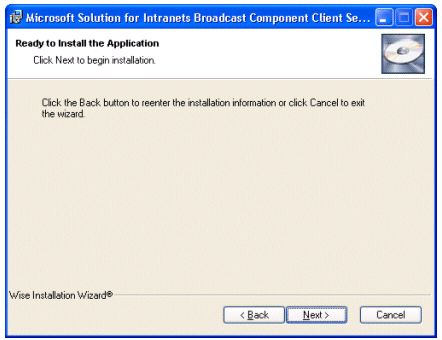 Microsoft Solution for Intranets Broadcast Component Client Se...
Ready to Install the Application
Click Next to begin installation.
Click the Back button to reenter the installation information or click Cancel to exit
the wizard.
Wise Installation Wizard®
< Back Next > Cancel